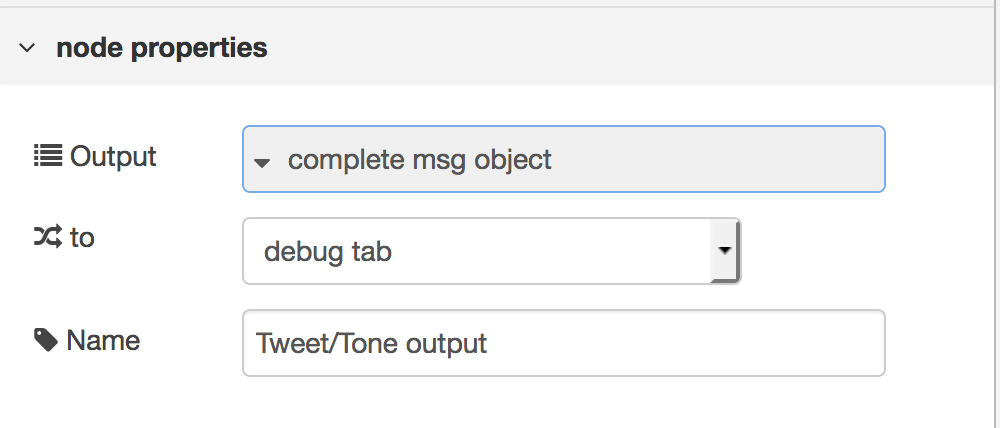 node properties
Output complete msg object
to debug tab
Name Tweet/Tone output